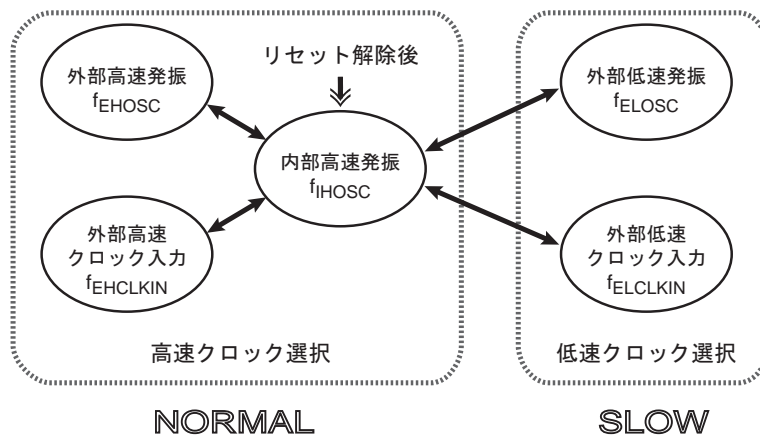 リセット解除後
外部高速発振
fEHOSC
外部低速発振
fELOSC
内部高速発振
fIHOSC
外部高速
クロック入力
fEHCLKIN
外部低速
クロック入力
fELCLKIN
高速クロック選択
低速クロック選択
NORMAL
SLOW